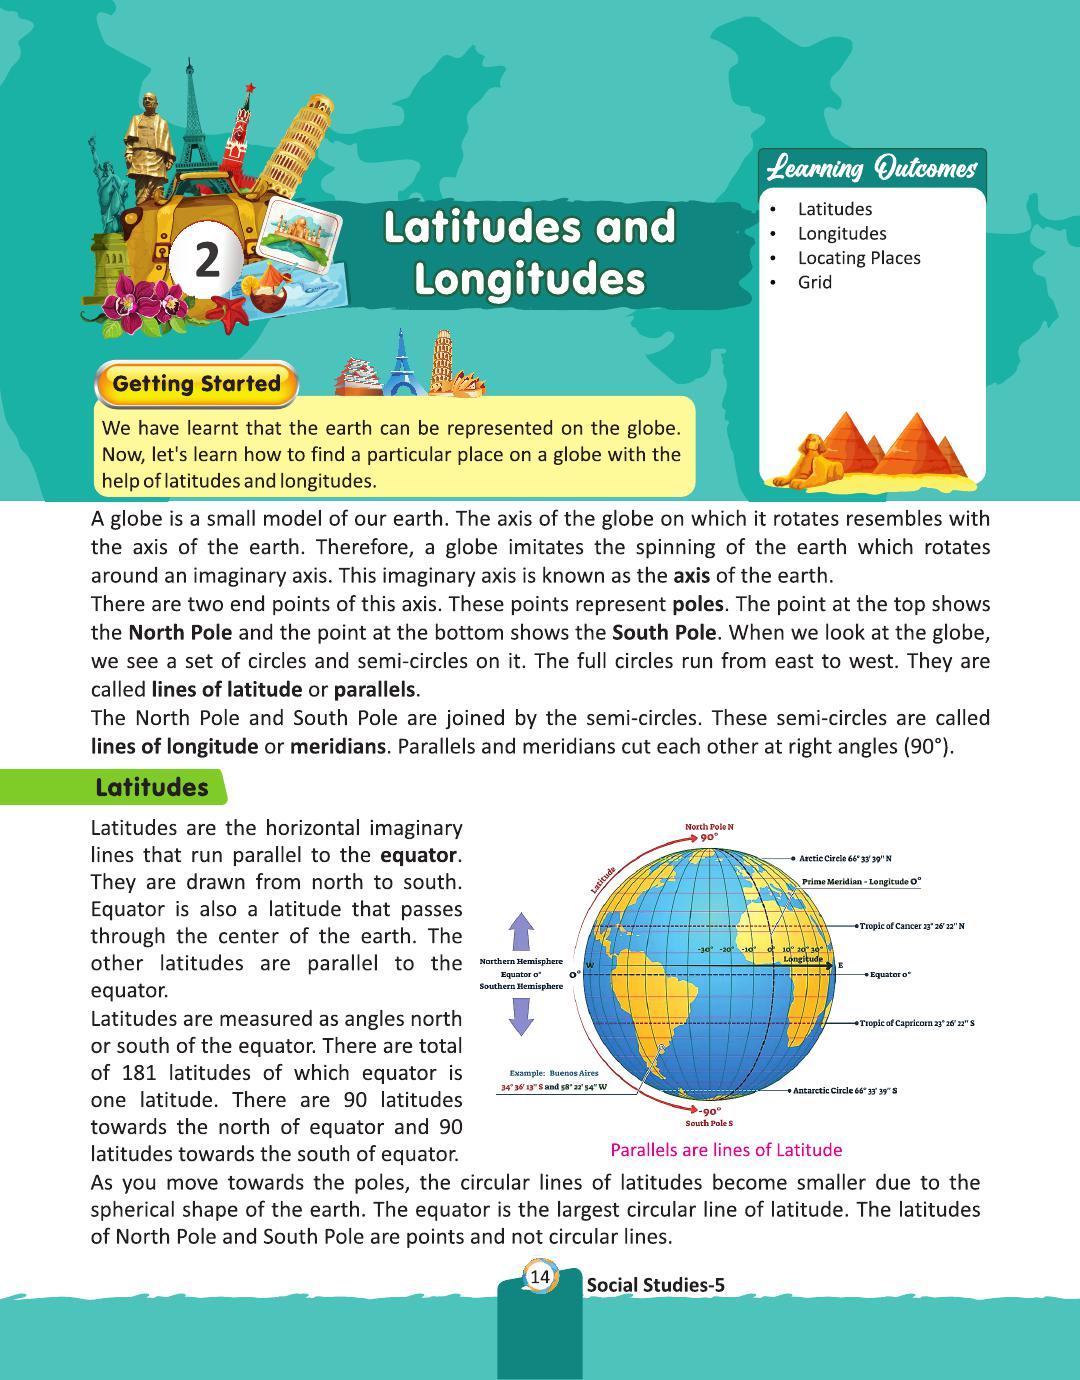 2
Latitudes and
Longitudes
Learning Outcomes
• Latitudes
• Longitudes
• Locating Places
• Grid
Getting Started
We have learnt that the earth can be represented on the globe.
Now, let's learn how to find a particular place on a globe with the
help of latitudes and longitudes.
A globe is a small model of our earth. The axis of the globe on which it rotates resembles with
the axis of the earth. Therefore, a globe imitates the spinning of the earth which rotates
around an imaginary axis. This imaginary axis is known as the axis of the earth.
There are two end points of this axis. These points represent poles. The point at the top shows
the North Pole and the point at the bottom shows the South Pole. When we look at the globe,
we see a set of circles and semi-circles on it. The full circles run from east to west. They are
called lines of latitude or parallels.
The North Pole and South Pole are joined by the semi-circles. These semi-circles are called
lines of longitude or meridians. Parallels and meridians cut each other at right angles (90°).
Latitudes
Latitudes are the horizontal imaginary
lines that run parallel to the equator.
They are drawn from north to south.
Equator is also a latitude that passes
through the center of the earth. The
other latitudes are parallel to the
equator.
Latitudes are measured as angles north
or south of the equator. There are total
of 181 latitudes of which equator is
one latitude. There are 90 latitudes
towards the north of equator and 90
latitudes towards the south of equator.
North Pole N
90°
Latitude
Arctic Circle 66° 33' 39" N
Prime Meridian - Longitude 0°
Tropic of Cancer 23° 26' 22" N
-30° -20° -10° 0° 10° 20° 30°
Longitude
W
E
Northern Hemisphere
Equator 0°
Southern Hemisphere
0°
Equator 0°
Tropic of Capricorn 23° 26' 22" S
Example: Buenos Aires
34° 36' 13" S and 58° 22' 54" W
Antarctic Circle 66° 33' 39" S
-90°
South Pole S
Parallels are lines of Latitude
As you move towards the poles, the circular lines of latitudes become smaller due to the
spherical shape of the earth. The equator is the largest circular line of latitude. The latitudes
of North Pole and South Pole are points and not circular lines.
14
Social Studies-5